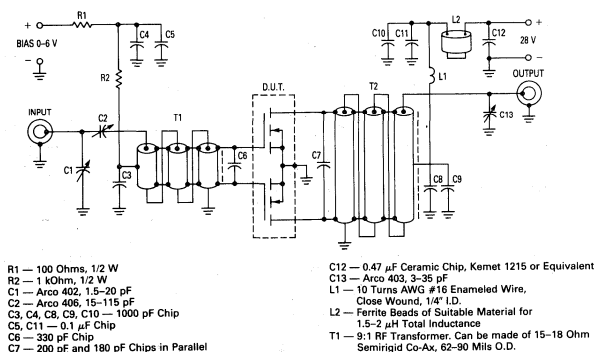 R1
+
BIAS 0–6 V
–
C4
C5
R2
INPUT
C2
C1
C3
T1
C6
D.U.T.
C7
T2
C10
C11
L2
C12
+
28 V
–
L1
OUTPUT
C13
C8
C9
R1 — 100 Ohms, 1/2 W
R2 — 1 kOhm, 1/2 W
C1 — Arco 402, 1.5–20 pF
C2 — Arco 406, 15–115 pF
C3, C4, C8, C9, C10 — 1000 pF Chip
C5, C11 — 0.1 μF Chip
C6 — 330 pF Chip
C7 — 200 pF and 180 pF Chips in Parallel
C12 — 0.47 μF Ceramic Chip, Kemet 1215 or Equivalent
C13 — Arco 403, 3–35 pF
L1 — 10 Turns AWG #16 Enameled Wire,
Close Wound, 1/4" I.D.
L2 — Ferrite Beads of Suitable Material for
1.5–2 μH Total Inductance
T1 — 9:1 RF Transformer. Can be made of 15–18 Ohm
Semirigid Co-Ax, 62–90 Mils O.D.